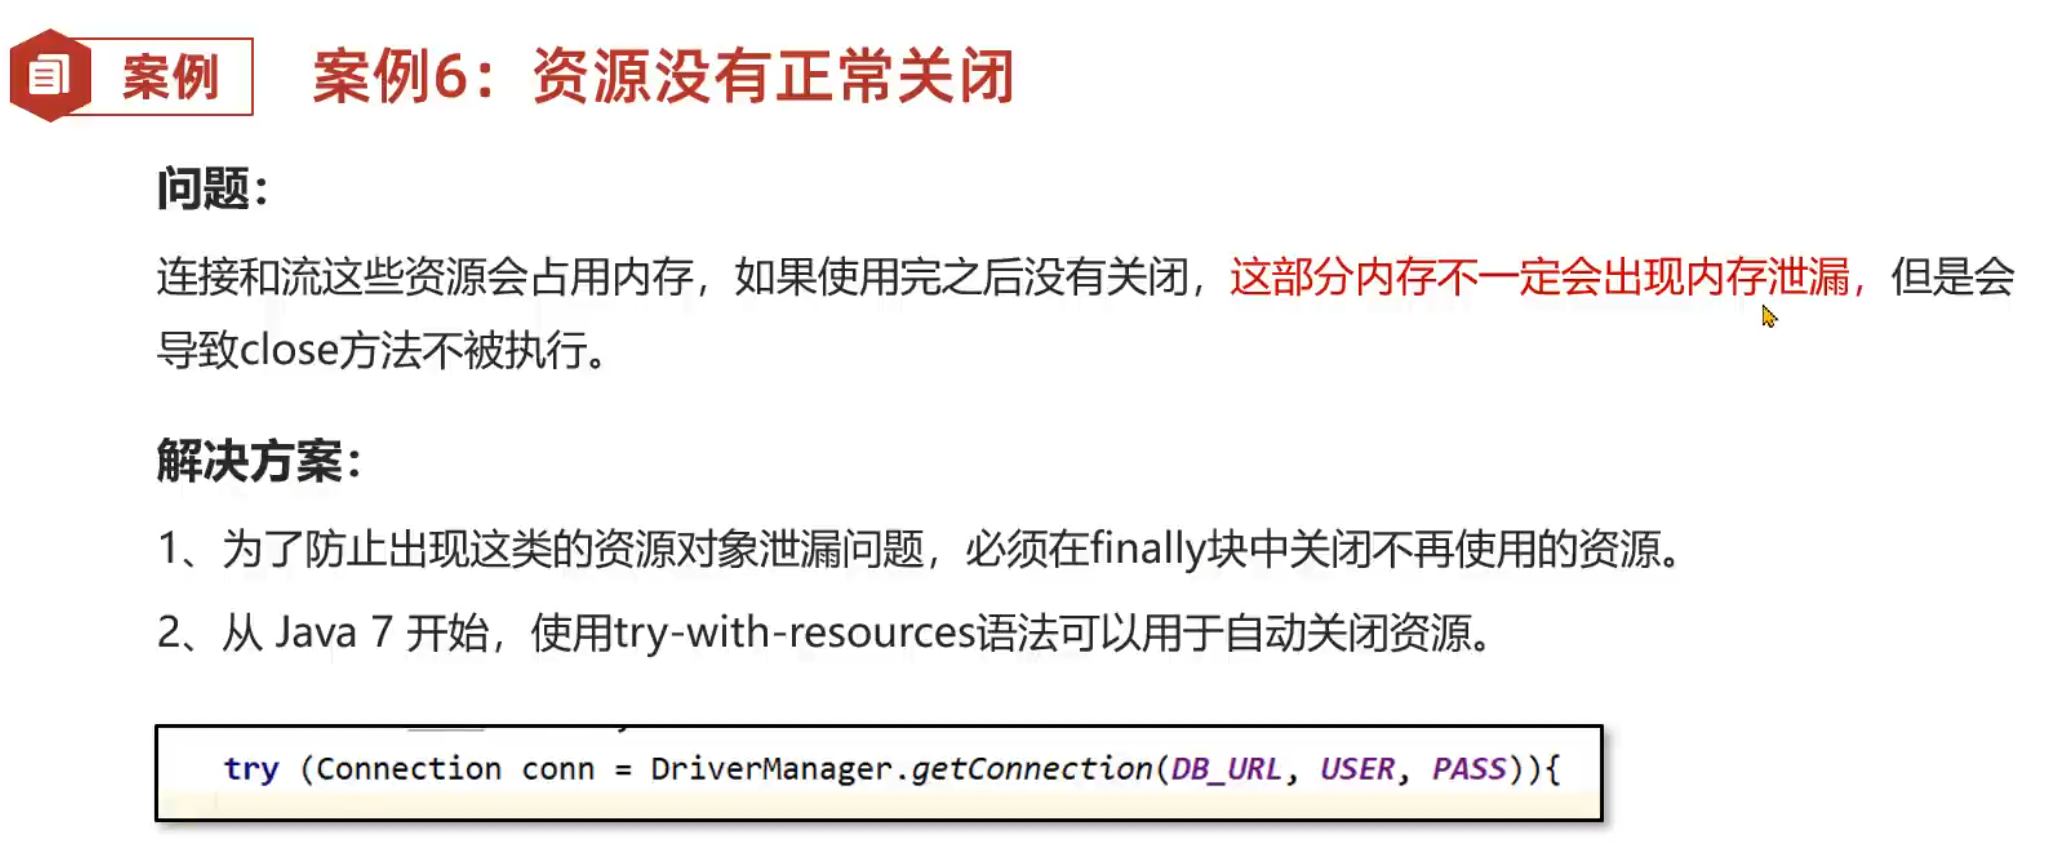 案例 案例6：资源没有正常关闭
问题：
连接和流这些资源会占用内存，如果使用完之后没有关闭，这部分内存不一定会出现内存泄漏，但是会
导致close方法不被执行。
解决方案：
1、为了防止出现这类的资源对象泄漏问题，必须在finally块中关闭不再使用的资源。
2、从 Java 7 开始，使用try-with-resources语法可以用于自动关闭资源。
try (Connection conn = DriverManager.getConnection(DB_URL, USER, PASS)){